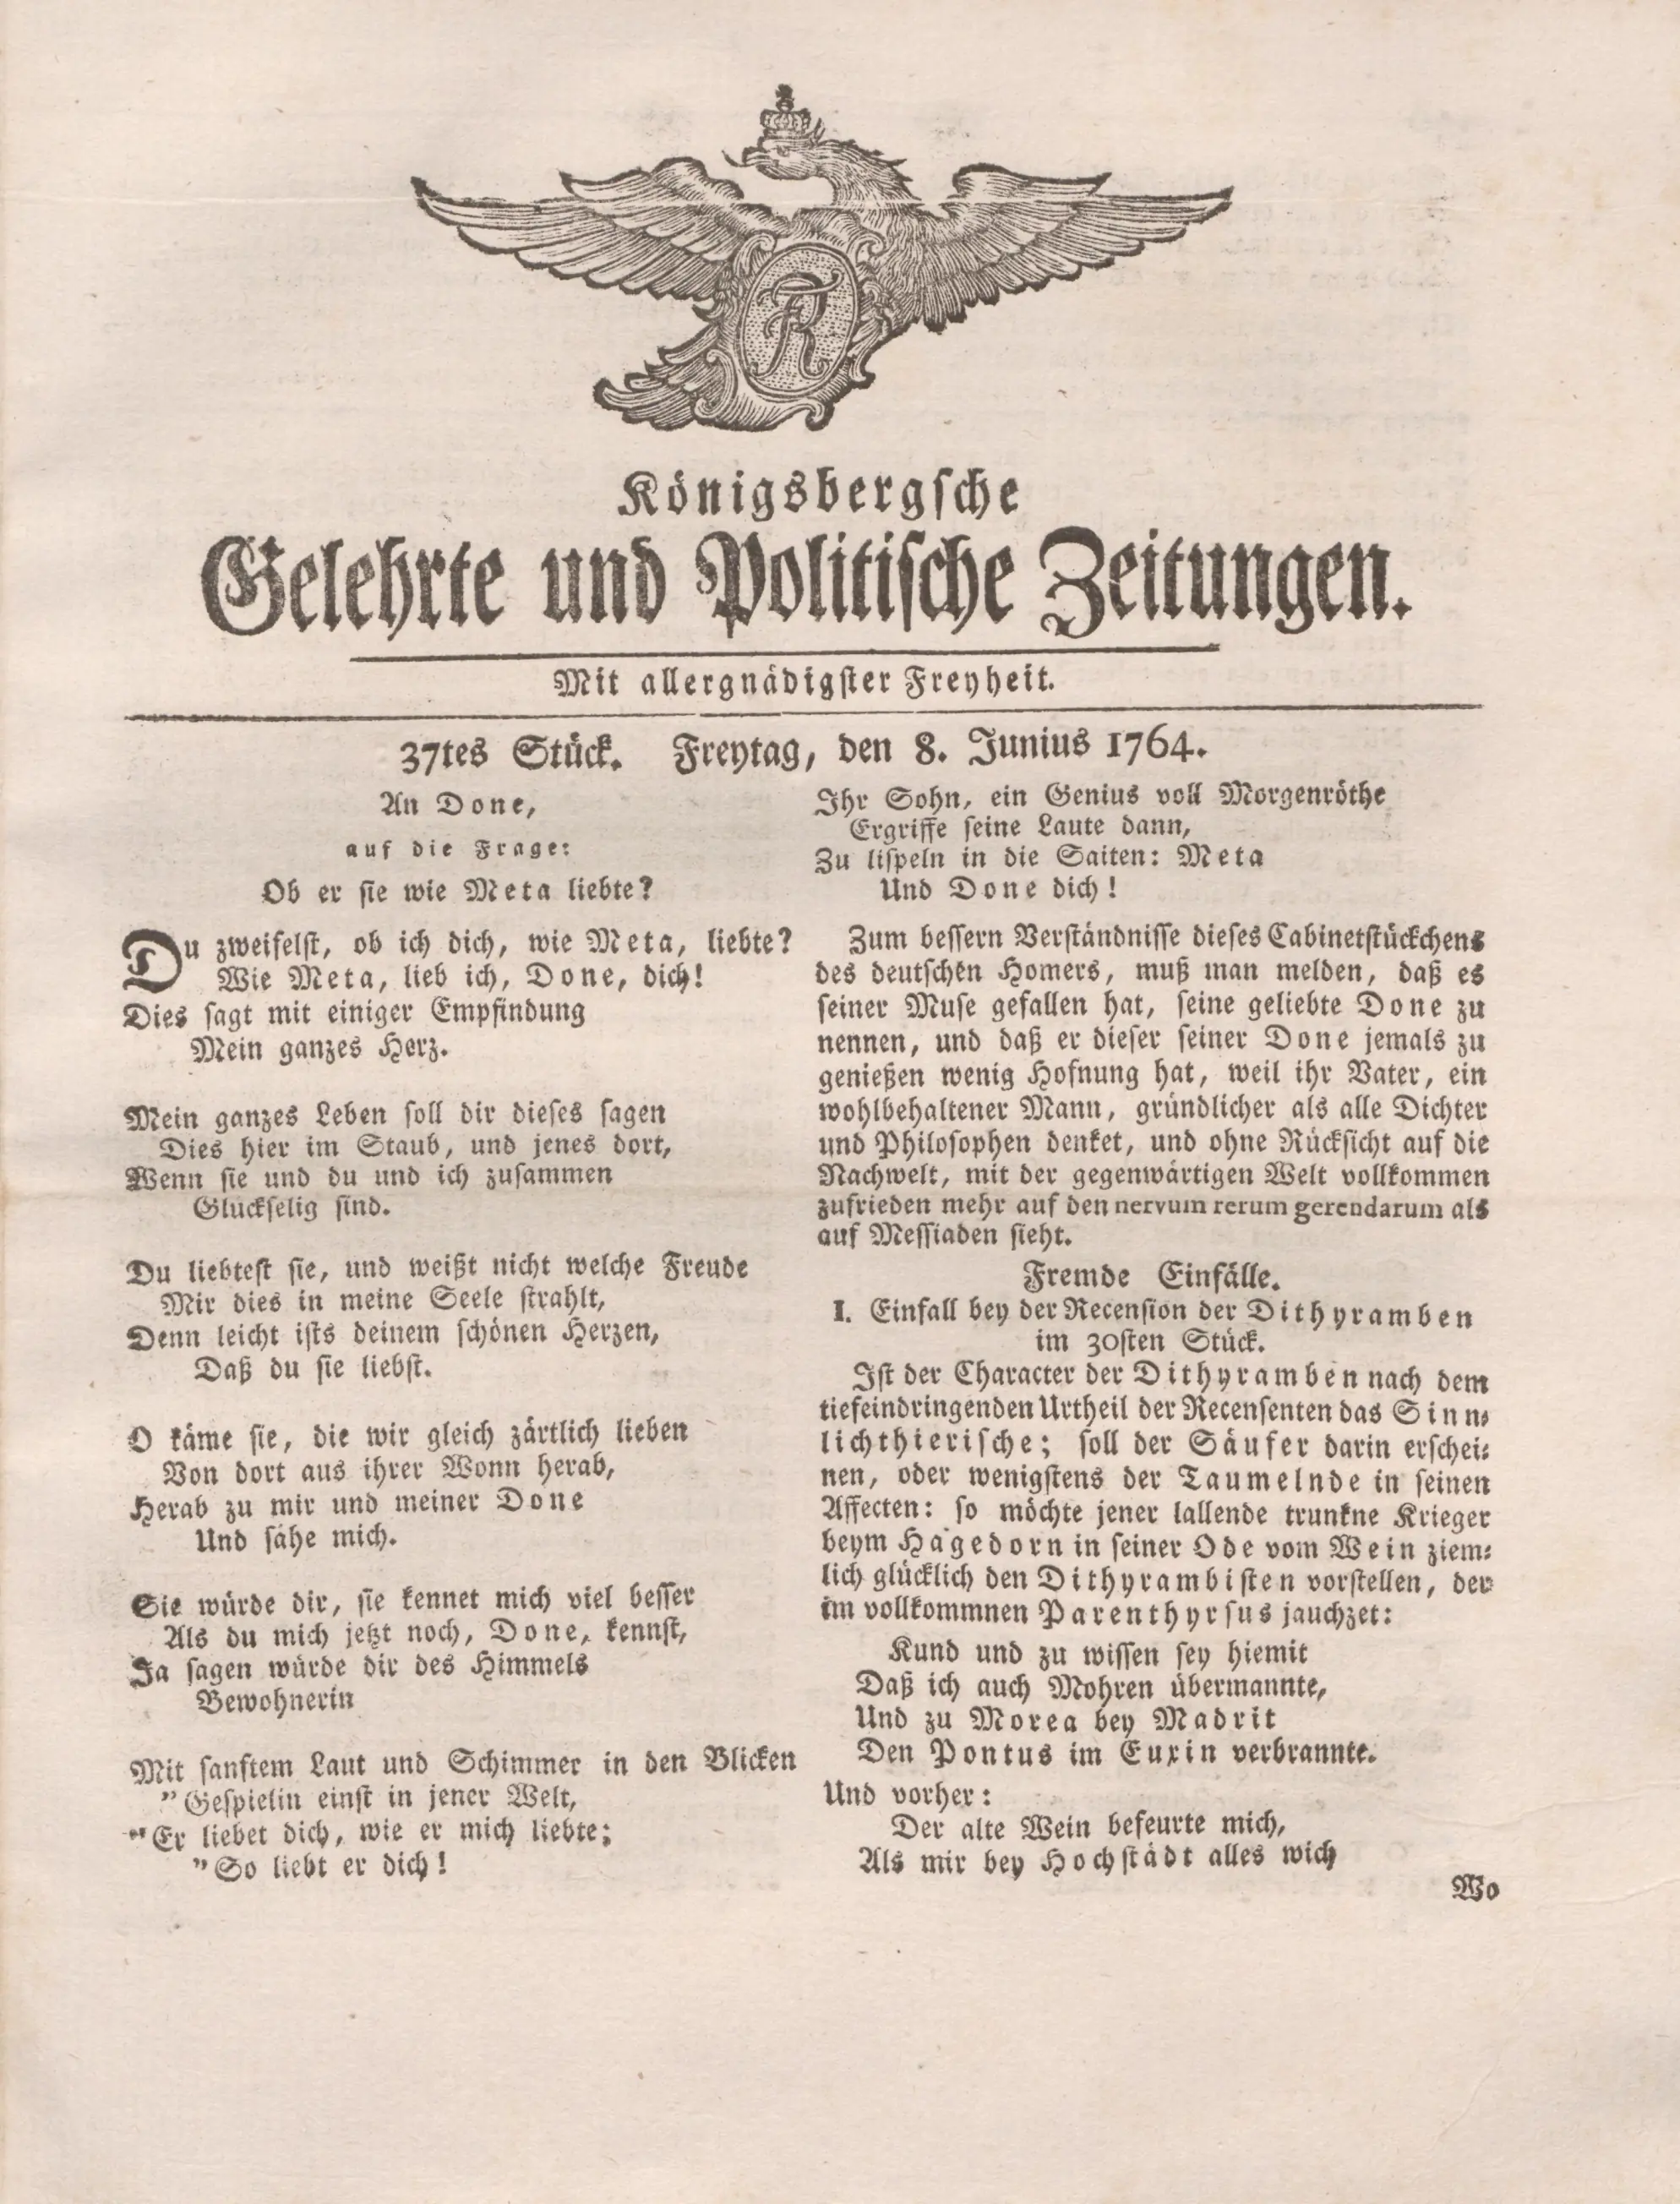 FR
Königsbergsche
Gelehrte und Politische Zeitungen.
Mit allergnädigster Freyheit.
37tes Stück. Freytag, den 8. Junius 1764.
An Done,
auf die Frage:
Ob er sie wie Meta liebte?
Du zweifelst, ob ich dich, wie Meta, liebte?
Wie Meta, lieb ich, Done, dich!
Dies sagt mit einiger Empfindung
Mein ganzes Herz.
Mein ganzes Leben soll dir dieses sagen
Dies hier im Staub, und jenes dort,
Wenn sie und du und ich zusammen
Glückselig sind.
Du liebtest sie, und weißt nicht welche Freude
Mir dies in meine Seele strahlt,
Denn leicht ists deinem schönen Herzen,
Daß du sie liebst.
O käme sie, die wir gleich zärtlich lieben
Von dort aus ihrer Wonn herab,
Herab zu mir und meiner Done
Und sähe mich.
Sie würde dir, sie kennet mich viel besser
Als du mich jetzt noch, Done, kennst,
Ja sagen würde dir des Himmels
Bewohnerin
Mit sanftem Laut und Schimmer in den Blicken
"Gespielin einst in jener Welt,
"Er liebet dich, wie er mich liebte;
"So liebt er dich!
Ihr Sohn, ein Genius voll Morgenröthe
Ergriffe seine Laute dann,
Zu lispeln in die Saiten: Meta
Und Done dich!
Zum bessern Verständnisse dieses Cabinetstückchens
des deutschen Homers, muß man melden, daß es
seiner Muse gefallen hat, seine geliebte Done zu
nennen, und daß er dieser seiner Done jemals zu
genießen wenig Hofnung hat, weil ihr Vater, ein
wohlbehaltener Mann, gründlicher als alle Dichter
und Philosophen denket, und ohne Rücksicht auf die
Nachwelt, mit der gegenwärtigen Welt vollkommen
zufrieden mehr auf den nervum rerum gerendarum als
auf Messiaden sieht.
Fremde Einfälle.
1. Einfall bey der Recension der Dithyramben
im 30sten Stück.
Ist der Character der Dithyramben nach dem
tiefeindringenden Urtheil der Recensenten das Sinn-
lichthierische; soll der Säufer darin erschei-
nen, oder wenigstens der Taumelnde in seinen
Affecten: so möchte jener lallende trunkne Krieger
beym Hagedorn in seiner Ode vom Wein ziem-
lich glücklich den Dithyrambisten vorstellen, der
im vollkommnen Parenthyrsus jauchzet:
Kund und zu wissen sey hiemit
Daß ich auch Mohren übermannte,
Und zu Morea bey Madrit
Den Pontus im Euxin verbrannte.
Und vorher:
Der alte Wein befeurte mich,
Als mir bey Hochstädt alles wich
Wo